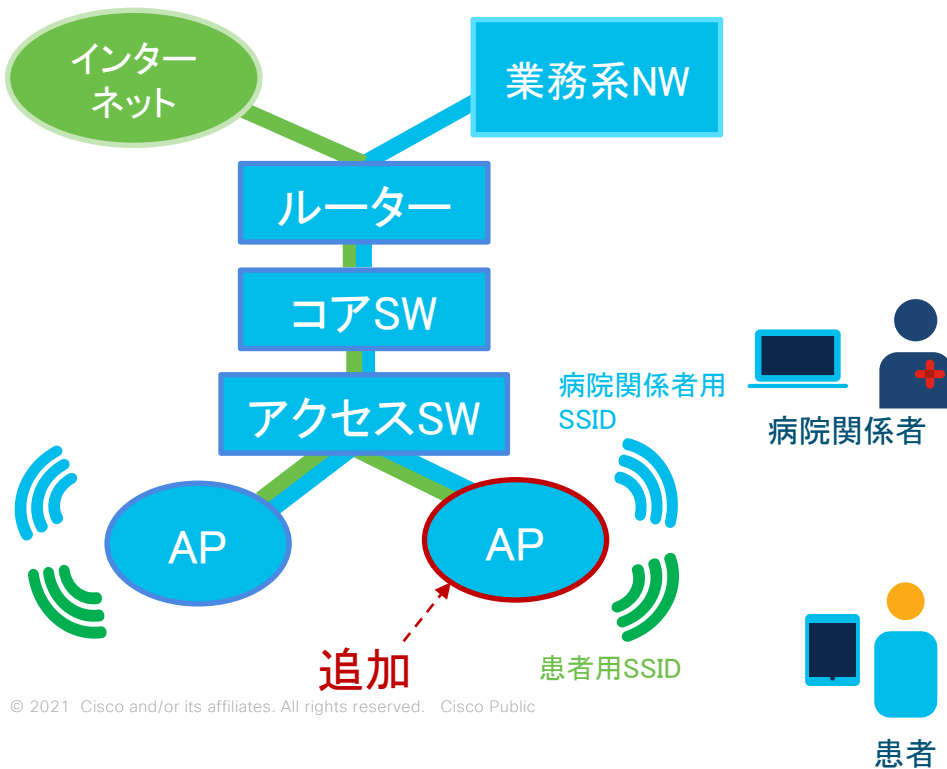 インター
ネット
業務系NW
ルーター
コアSW
アクセスSW
病院関係者用
SSID
病院関係者
AP
AP
追加
患者用SSID
© 2021 Cisco and/or its affiliates. All rights reserved. Cisco Public
患者